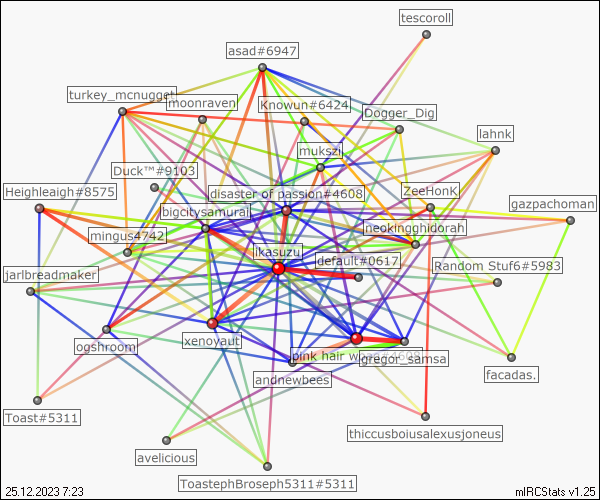 tescoroll
asad#6947
turkey_mcnugget
moonraven
Knowun#6424
Dogger_Dig
lahnk
mukszi
Duck™#9103
Heighleigh#8575
disaster of passion#4608
ZeeHonK
gazpachoman
bigcitysamurai
neokingghidorah
mingus4742
ikasuzu
default#0617
Random Stuf6#5983
jarlbreadmaker
ogshroom
xenoyaut
pink hair
gregor_samsa
facadas.
andnewbees
Toast#5311
thiccusboiusalexusjoneus
avelicious
ToastephBroseph5311#5311
25.12.2023 7:23
mIRCStats v1.25